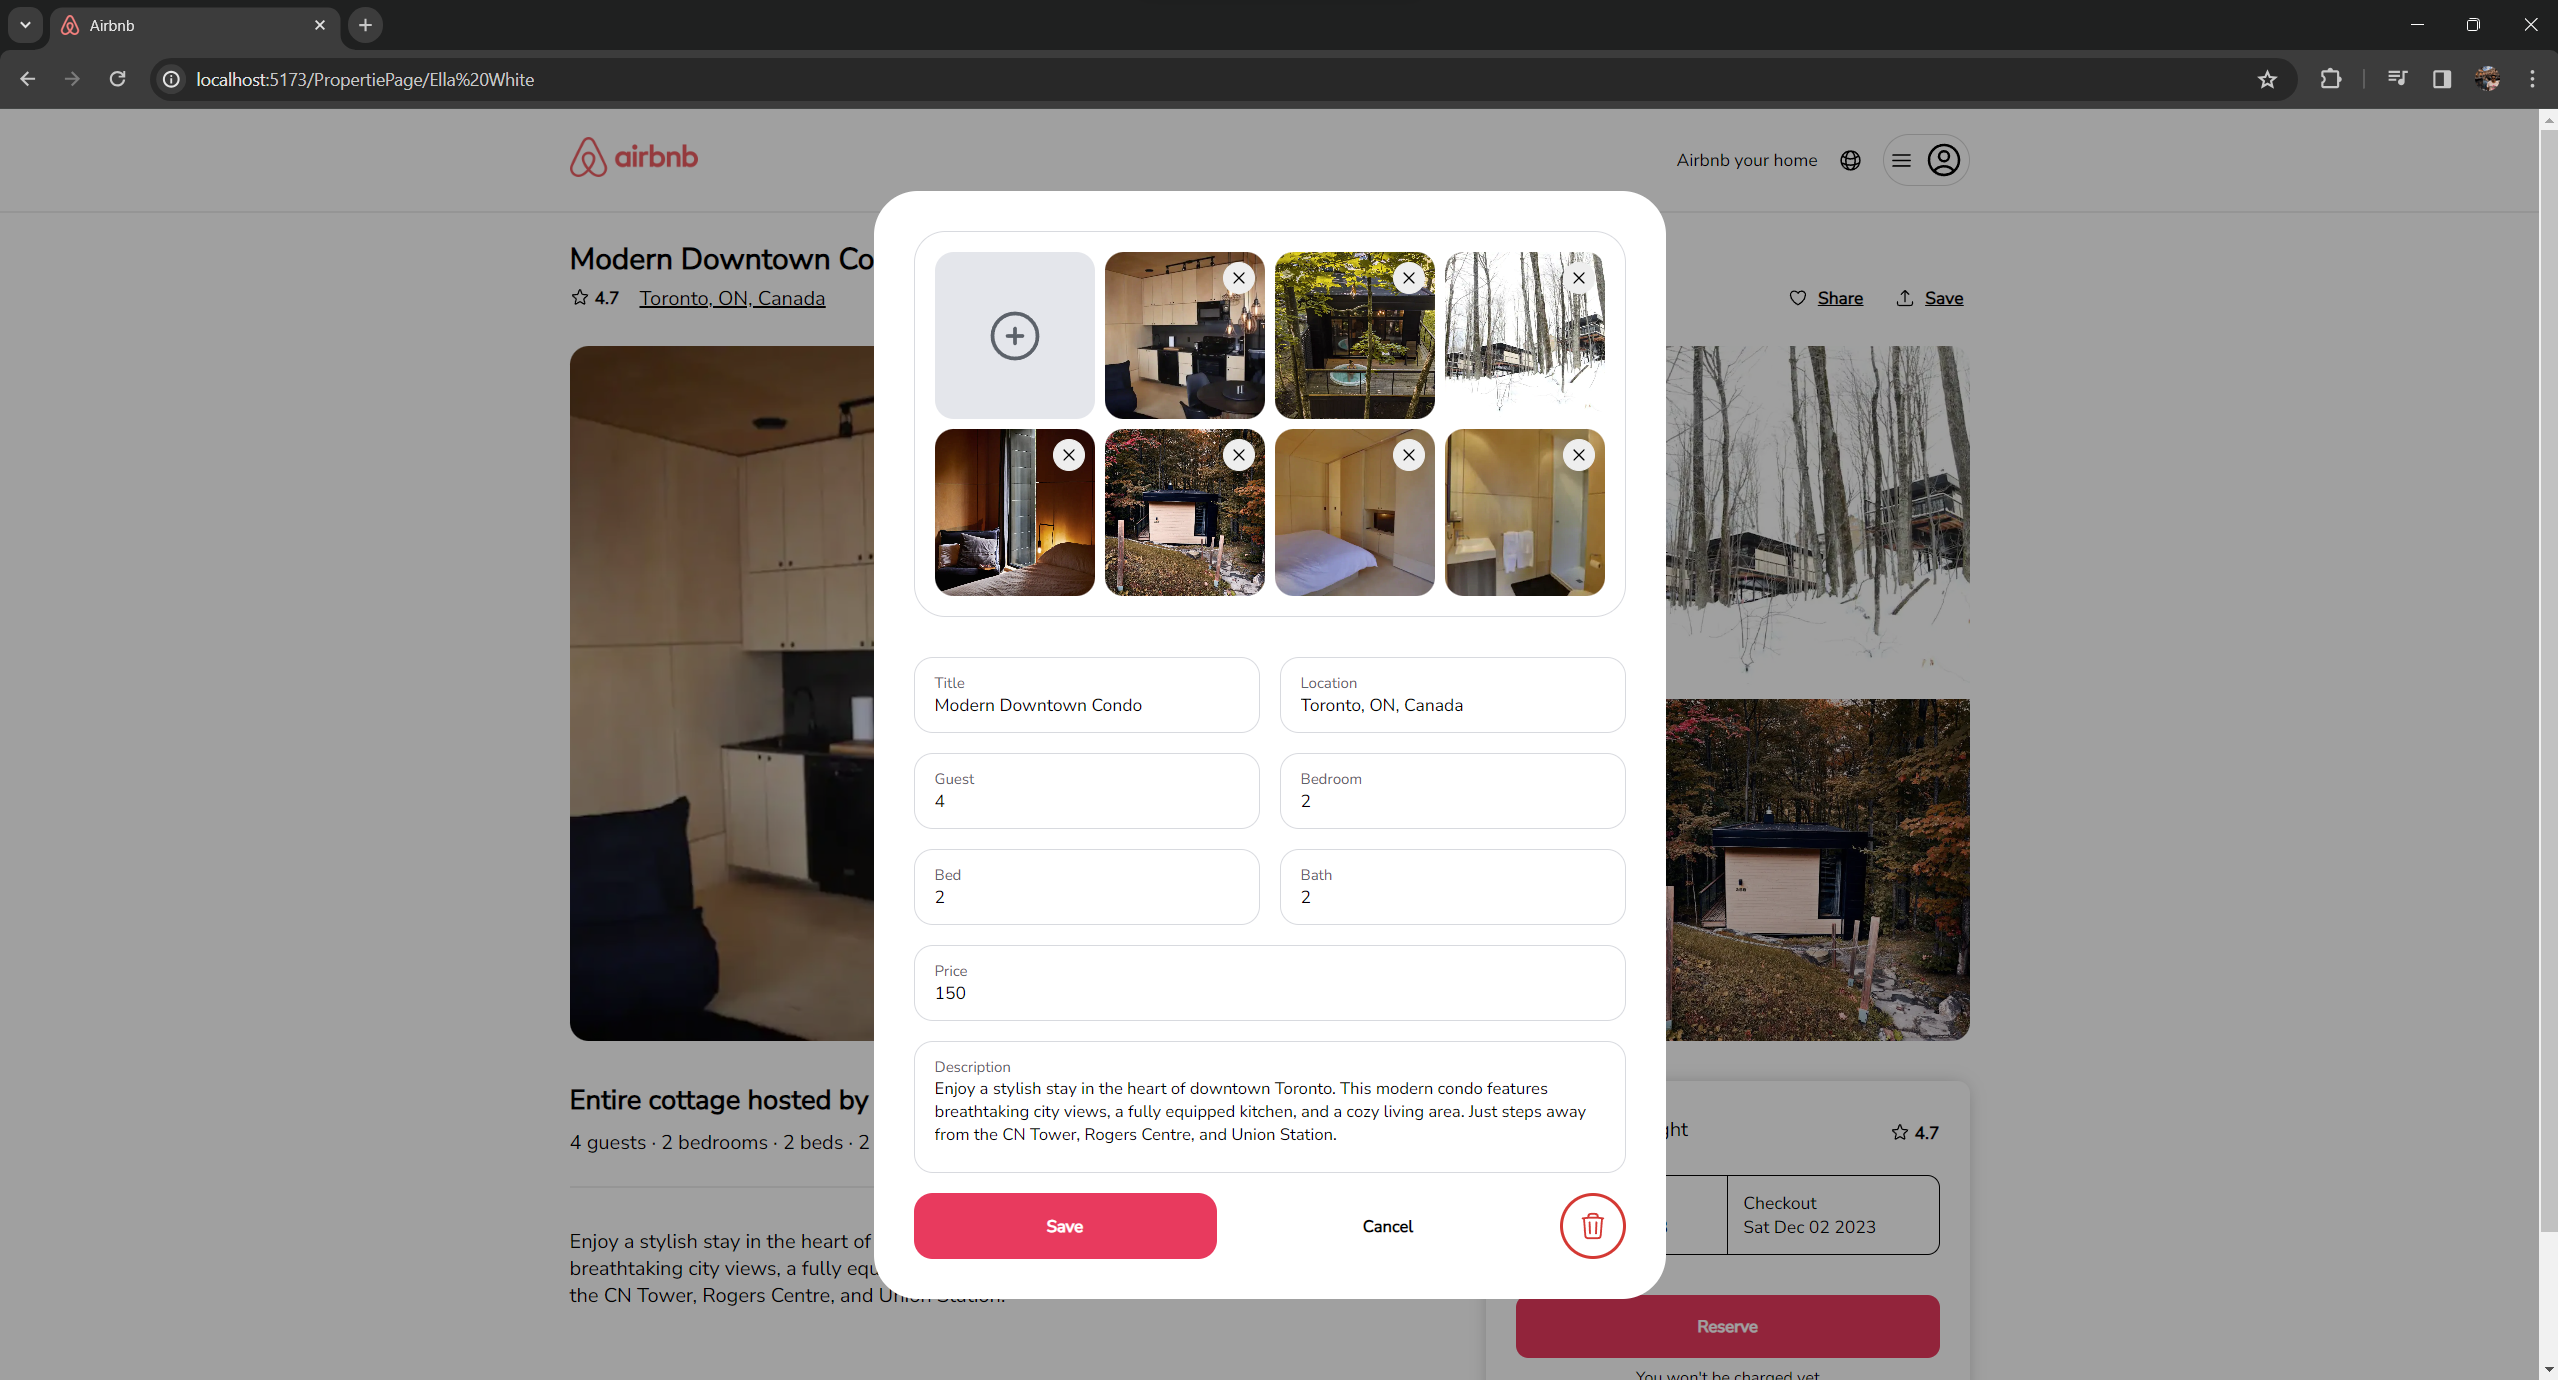 Airbnb
localhost:5173/PropertiePage/Ella%20White
airbnb
Airbnb your home
Modern Downtown Co
4.7 Toronto, ON, Canada
Share Save
Title
Modern Downtown Condo
Location
Toronto, ON, Canada
Guest
4
Bedroom
2
Bed
2
Bath
2
Price
150
Description
Enjoy a stylish stay in the heart of downtown Toronto. This modern condo features
breathtaking city views, a fully equipped kitchen, and a cozy living area. Just steps away
from the CN Tower, Rogers Centre, and Union Station.
Save
Cancel
Entire cottage hosted by
4 guests · 2 bedrooms · 2 beds · 2
Enjoy a stylish stay in the heart of
breathtaking city views, a fully equ
the CN Tower, Rogers Centre, and Union Station.
ght
4.7
Checkout
Sat Dec 02 2023
Reserve
You won't be charged yet